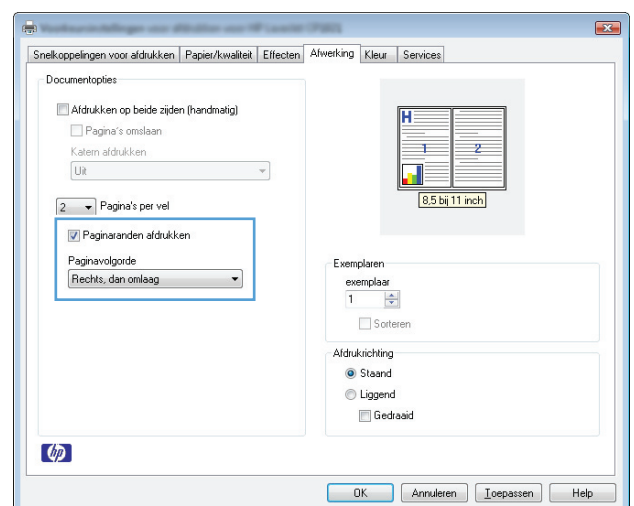 Snelkoppelingen voor afdrukken Papier/kwaliteit Effecten Afwerking Kleur Services
Documentopties
Afdrukken op beide zijden (handmatig)
Pagina's omslaan
Katern afdrukken
Uit
2 Pagina's per vel
Paginaranden afdrukken
Paginavolgorde
Rechts, dan omlaag
H
1 2
8,5 bij 11 inch
Exemplaren
exemplaar
1
Sorteren
Afdrukrichting
Staand
Liggend
Gedraaid
hp
OK Annuleren Toepassen Help